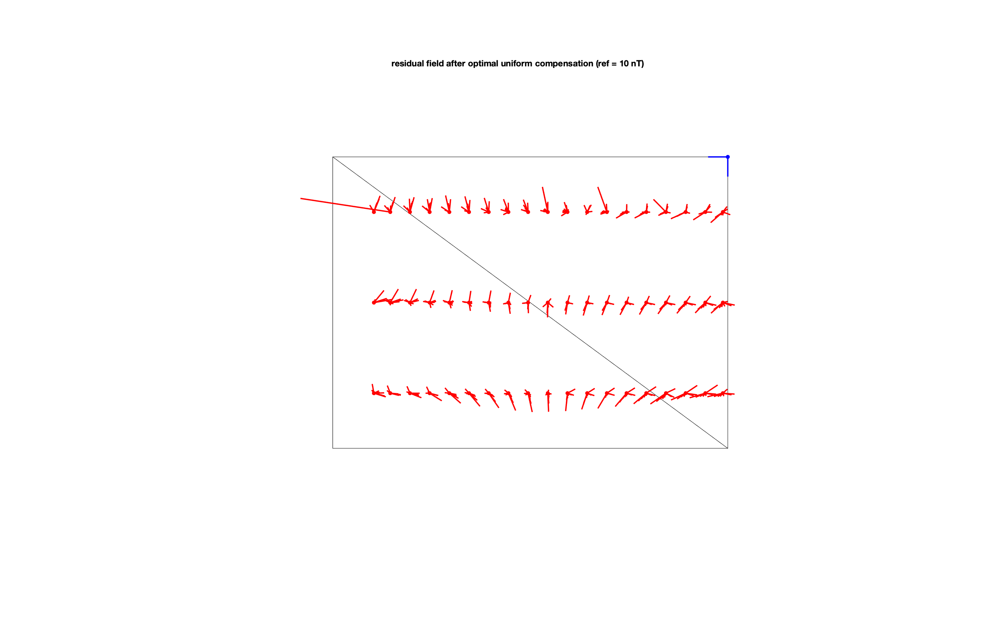 residual field after optimal uniform compensation (ref = 10 nT)